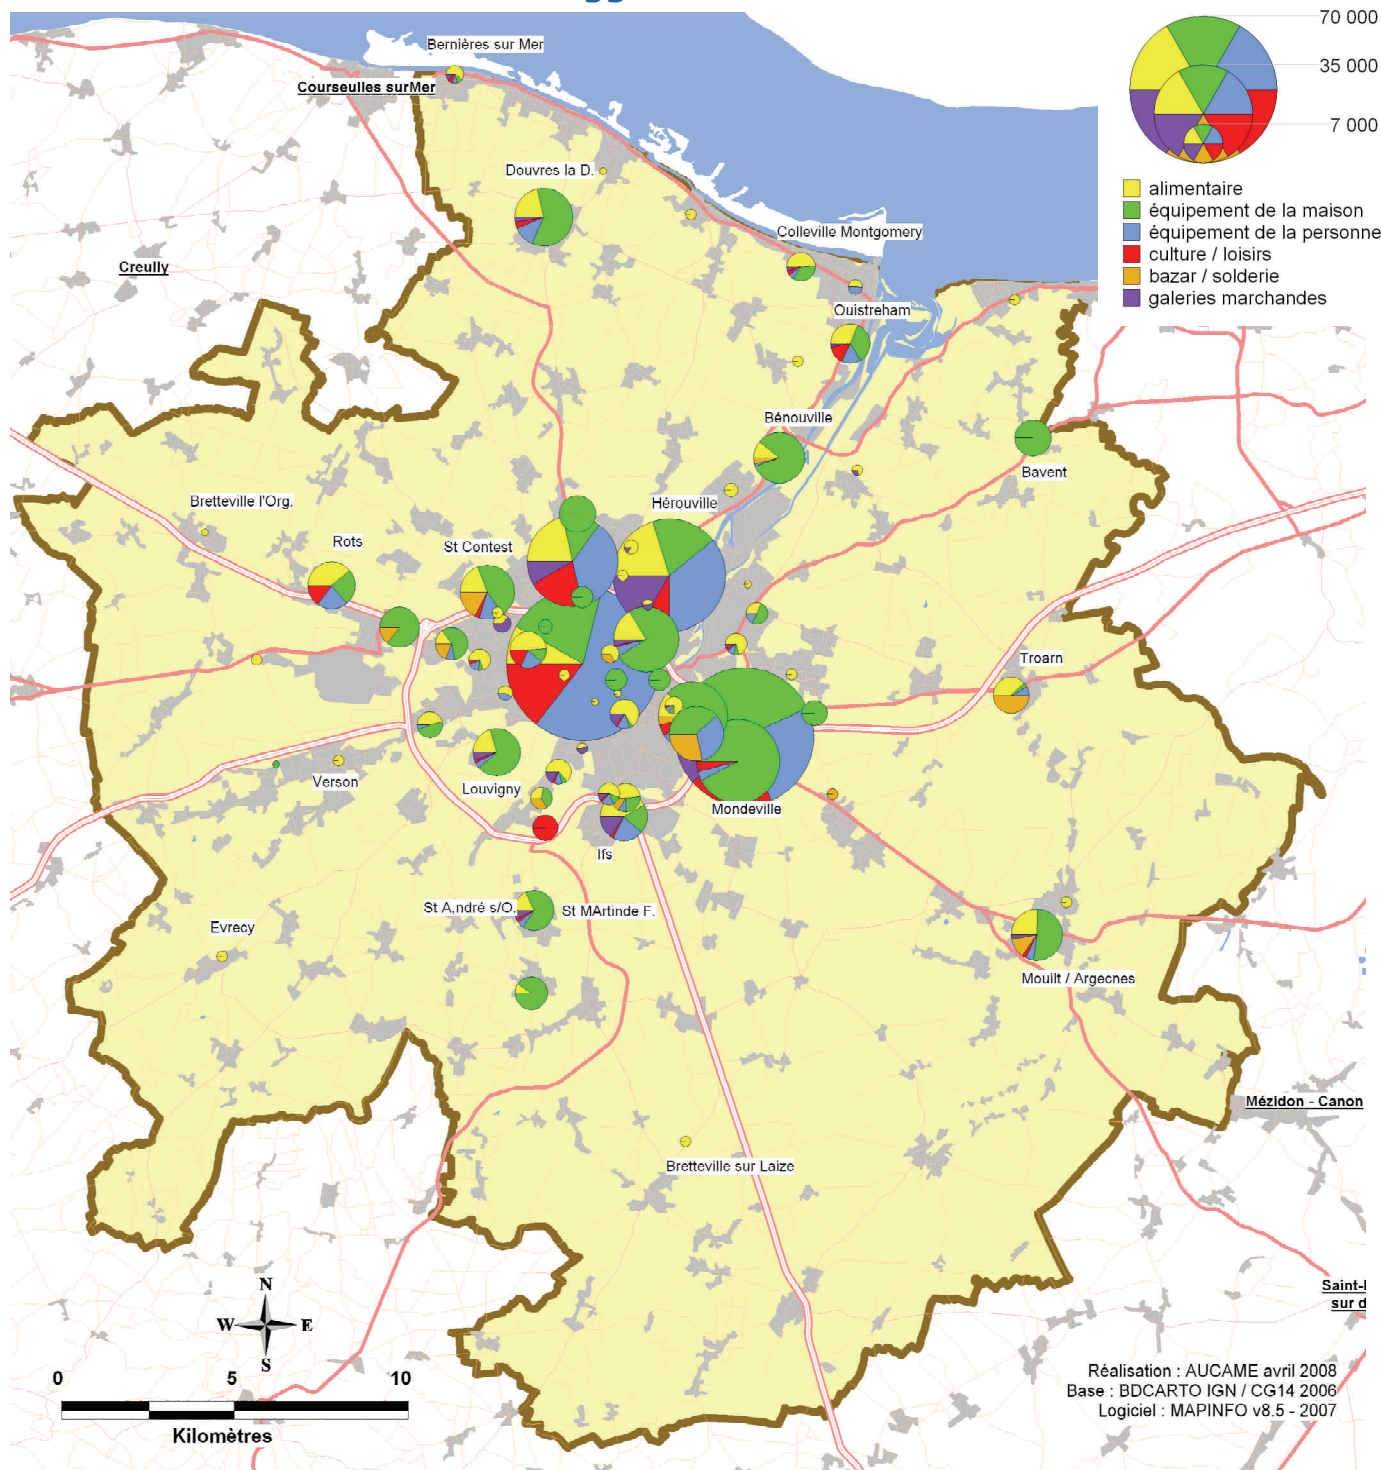 Bernières sur Mer
70 000
35 000
7 000
Courseulles surMer
Douvres la D.
alimentaire
équipement de la maison
équipement de la personne
culture / loisirs
bazar / solderie
galeries marchandes
Colleville Montgomery
Creully
Ouistreham
Bénouville
Bavent
Bretteville l'Org.
Hérouville
Rots
St Contest
Troarn
Verson
Louvigny
Mondeville
Ifs
St A,ndré s/O.
St MArtinde F.
Evrecy
Moult / Argecnes
Mézidon - Canon
Bretteville sur Laize
N
W
E
S
Saint-
sur d
0
5
10
Kilomètres
Réalisation : AUCAME avril 2008
Base : BDCARTO IGN / CG14 2006
Logiciel : MAPINFO v8.5 - 2007